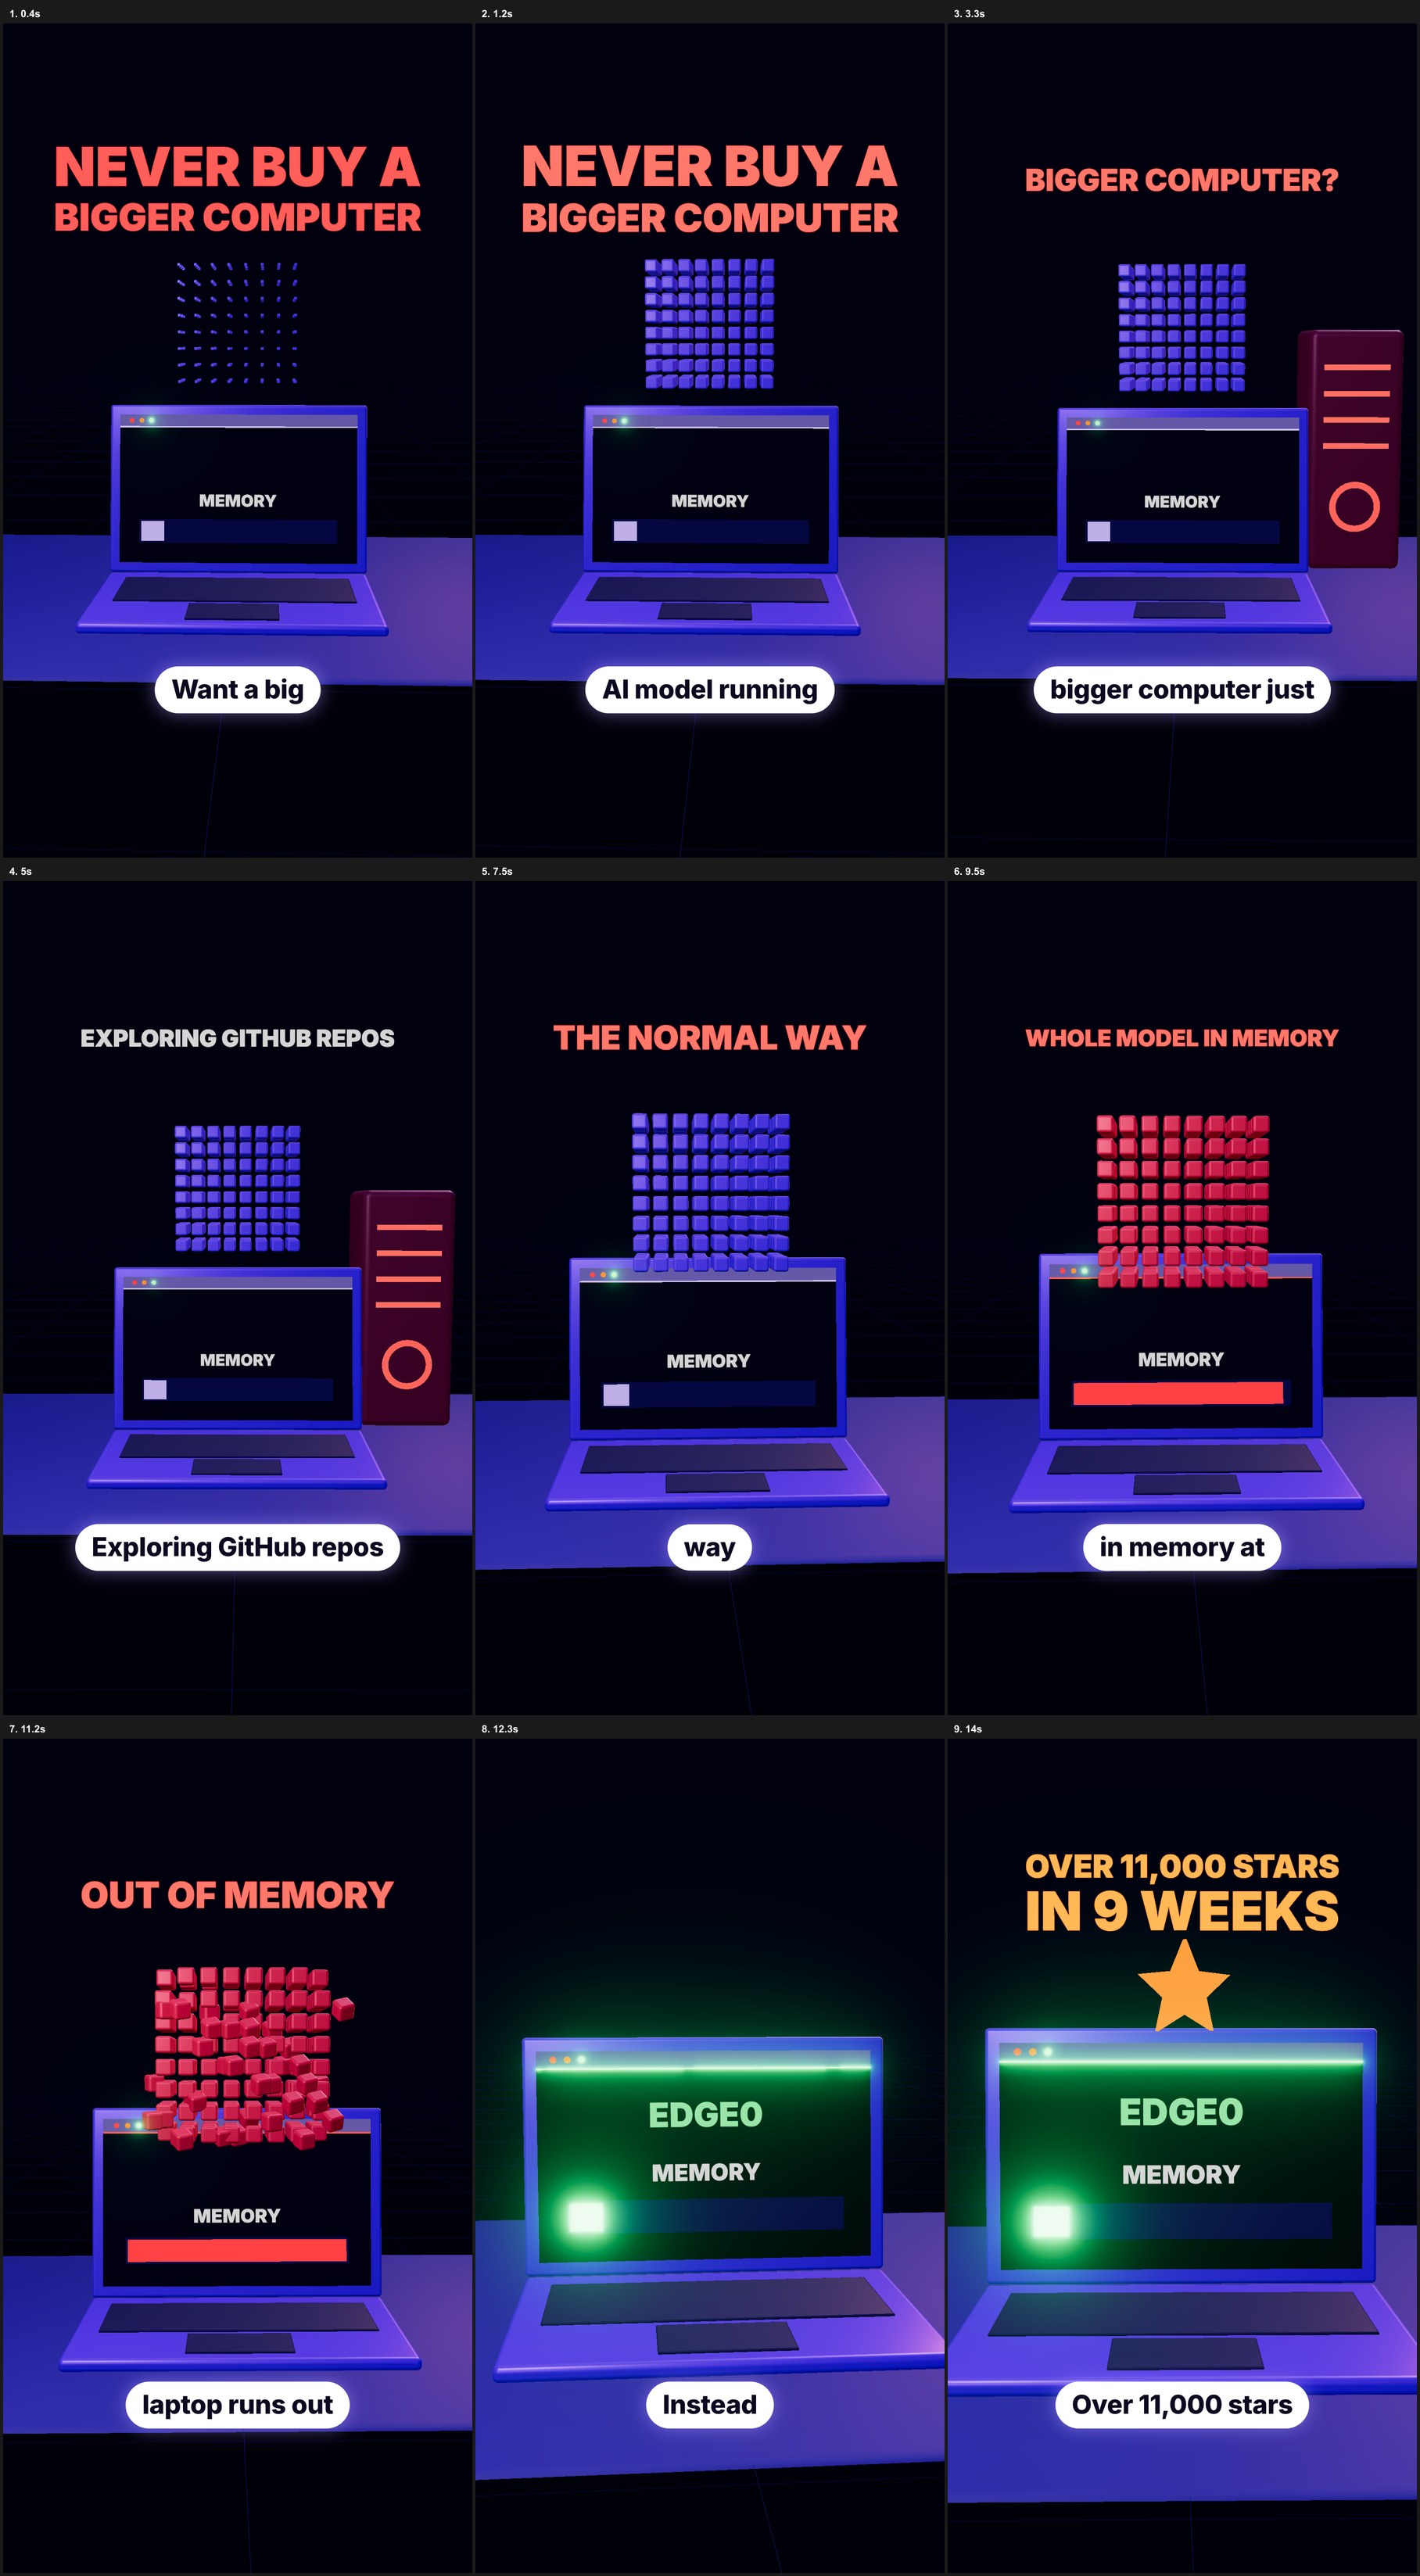 1. 0.4s
NEVER BUY A
BIGGER COMPUTER
MEMORY
Want a big
2. 1.2s
NEVER BUY A
BIGGER COMPUTER
MEMORY
AI model running
3. 3.3s
BIGGER COMPUTER?
MEMORY
bigger computer just
4. 5s
EXPLORING GITHUB REPOS
MEMORY
Exploring GitHub repos
5. 7.5s
THE NORMAL WAY
MEMORY
way
6. 9.5s
WHOLE MODEL IN MEMORY
MEMORY
in memory at
7. 11.2s
OUT OF MEMORY
MEMORY
laptop runs out
8. 12.3s
EDGE0
MEMORY
Instead
9. 14s
OVER 11,000 STARS
IN 9 WEEKS
EDGE0
MEMORY
Over 11,000 stars